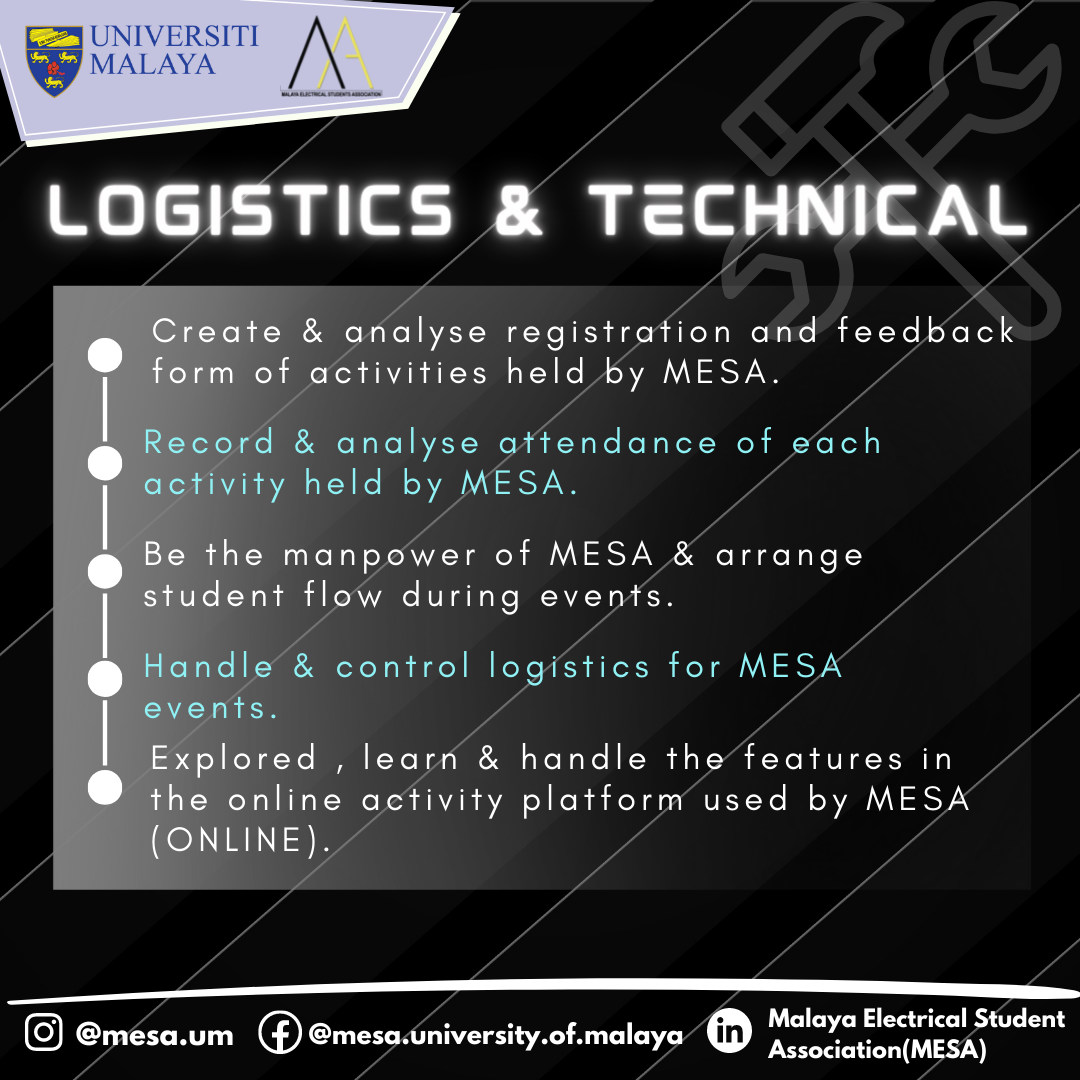 UNIVERSITI
MALAYA
MALAYA ELECTRICAL STUDENTS ASSOCIATION
LOGISTICS & TECHNICAL
Create & analyse registration and feedback
form of activities held by MESA.
Record & analyse attendance of each
activity held by MESA.
Be the manpower of MESA & arrange
student flow during events.
Handle & control logistics for MESA
events.
Explored , learn & handle the features in
the online activity platform used by MESA
(ONLINE).
@mesa.um
@mesa.university.of.malaya
in
Malaya Electrical Student
Association(MESA)